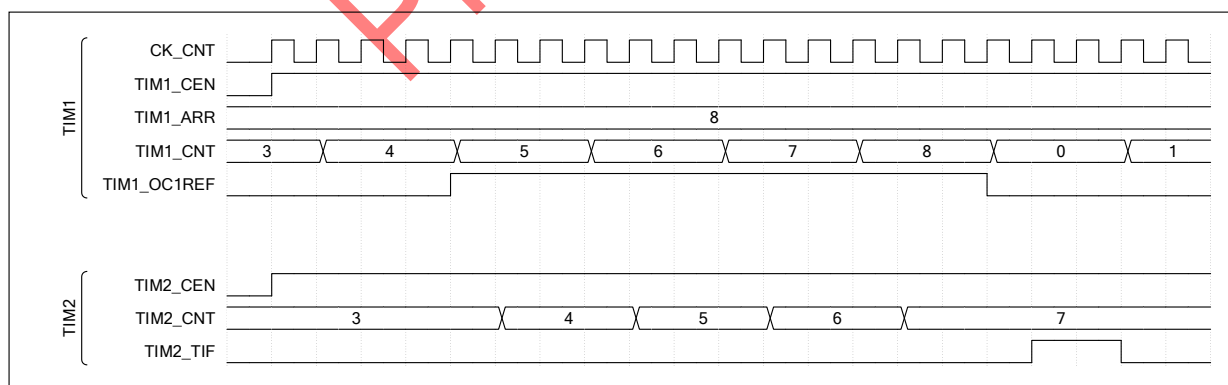 CK_CNT
TIM1_CEN
TIM1_ARR 8
TIM1_CNT 3 4 5 6 7 8 0 1
TIM1_OC1REF
TIM1
TIM2_CEN
TIM2_CNT 3 4 5 6 7
TIM2_TIF
TIM2